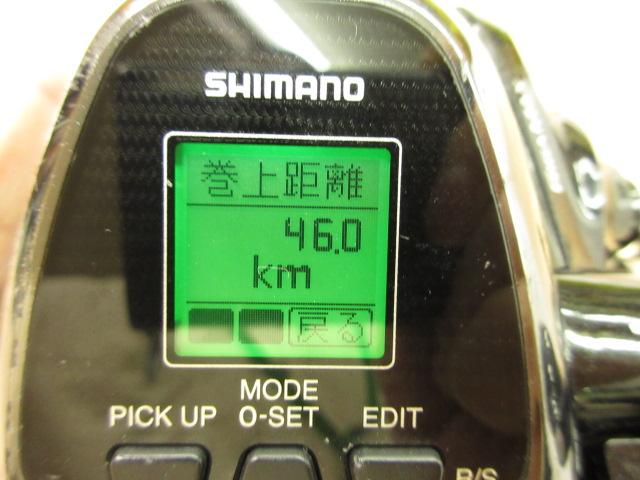 SHIMANO
巻上距離
46.0
km
戻る
MODE
PICK UP 0-SET EDIT
R/S